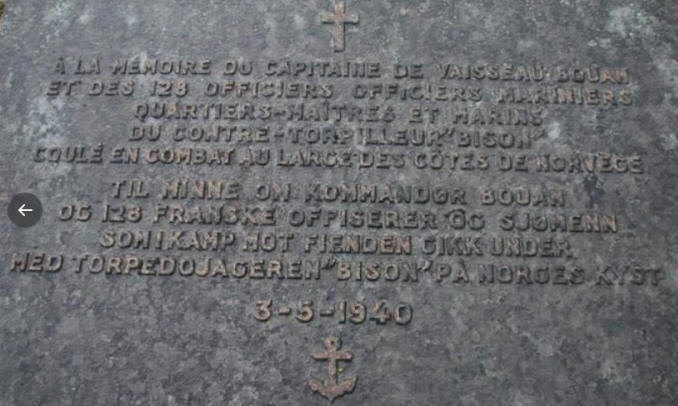 À LA MÉMOIRE DU CAPITAINE DE VAISSEAU BOUAN
ET DES 128 OFFICIERS, OFFICIERS MARINIERS
QUARTIERS-MAÎTRES ET MARINS
DU CONTRE-TORPILLEUR "BISON"
COULÉ EN COMBAT AU LARGE DES CÔTES DE NORVÈGE
TIL MINNE OM KOMMANDØR BOUAN
OG 128 FRANSKE OFFISERER OG SJØMENN
SOM I KAMP MOT FIENDEN GIKK UNDER
MED TORPEDOJAGEREN "BISON" PÅ NORGES KYST
3-5-1940